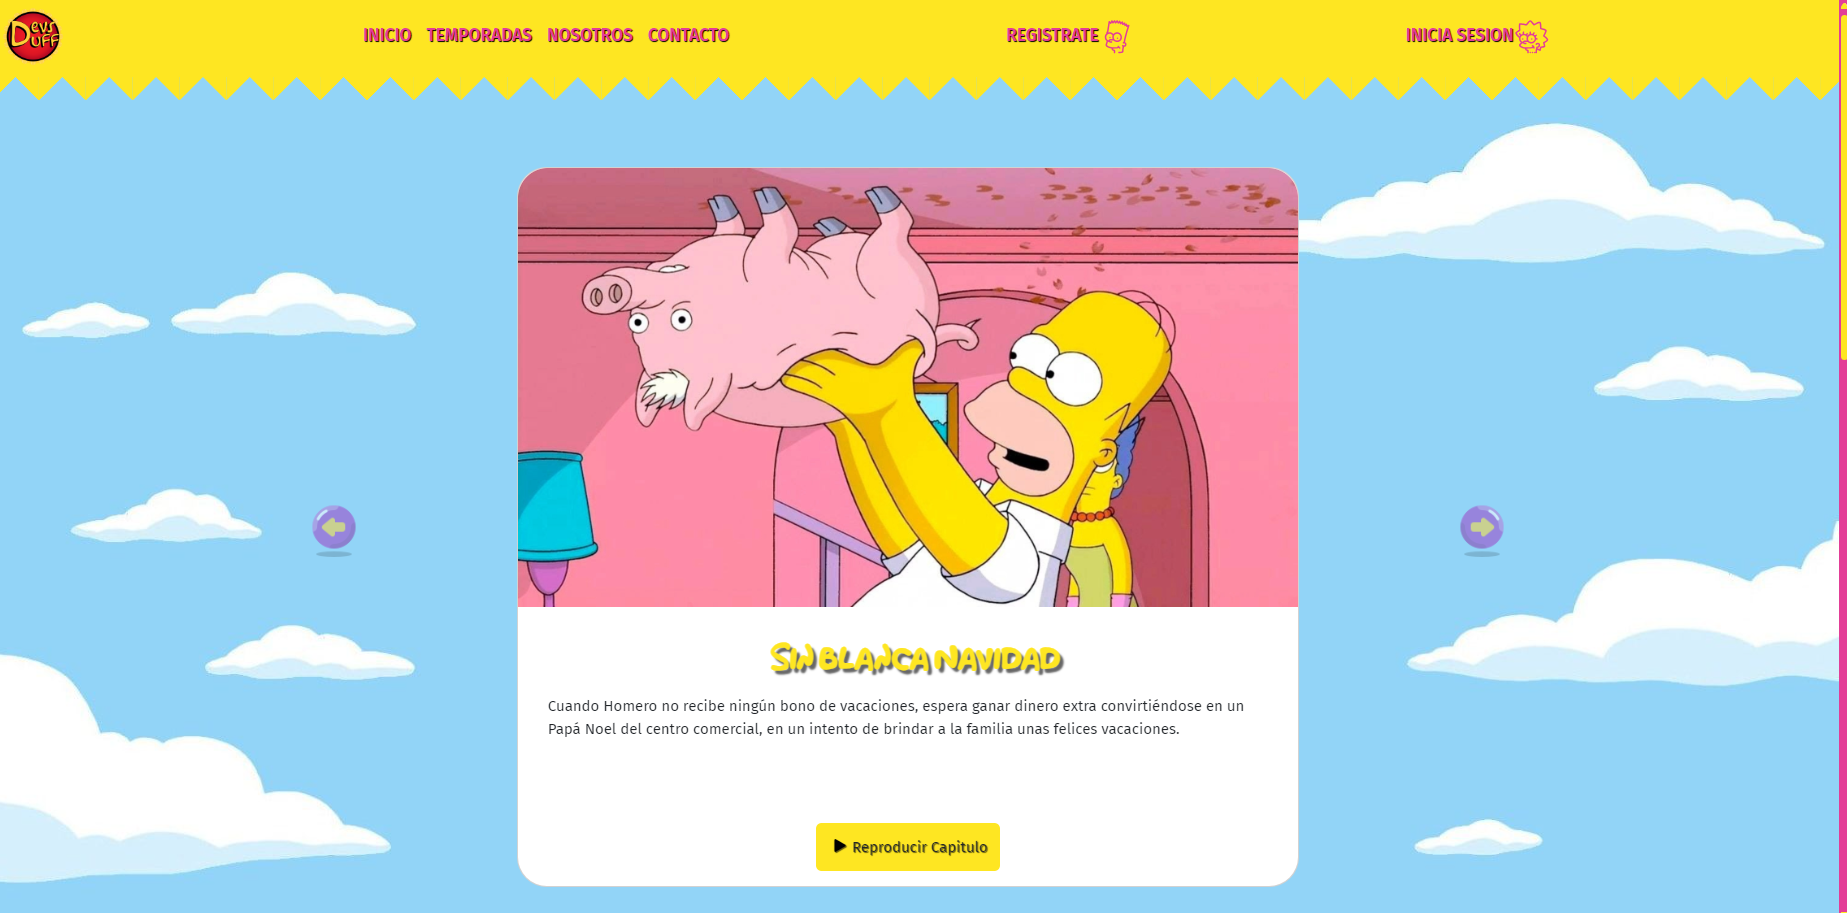 Devs
Duff
INICIO TEMPORADAS NOSOTROS CONTACTO REGISTRATE INICIA SESION
SIN BLANCA NAVIDAD
Cuando Homero no recibe ningún bono de vacaciones, espera ganar dinero extra convirtiéndose en un
Papá Noel del centro comercial, en un intento de brindar a la familia unas felices vacaciones.
Reproducir Capitulo